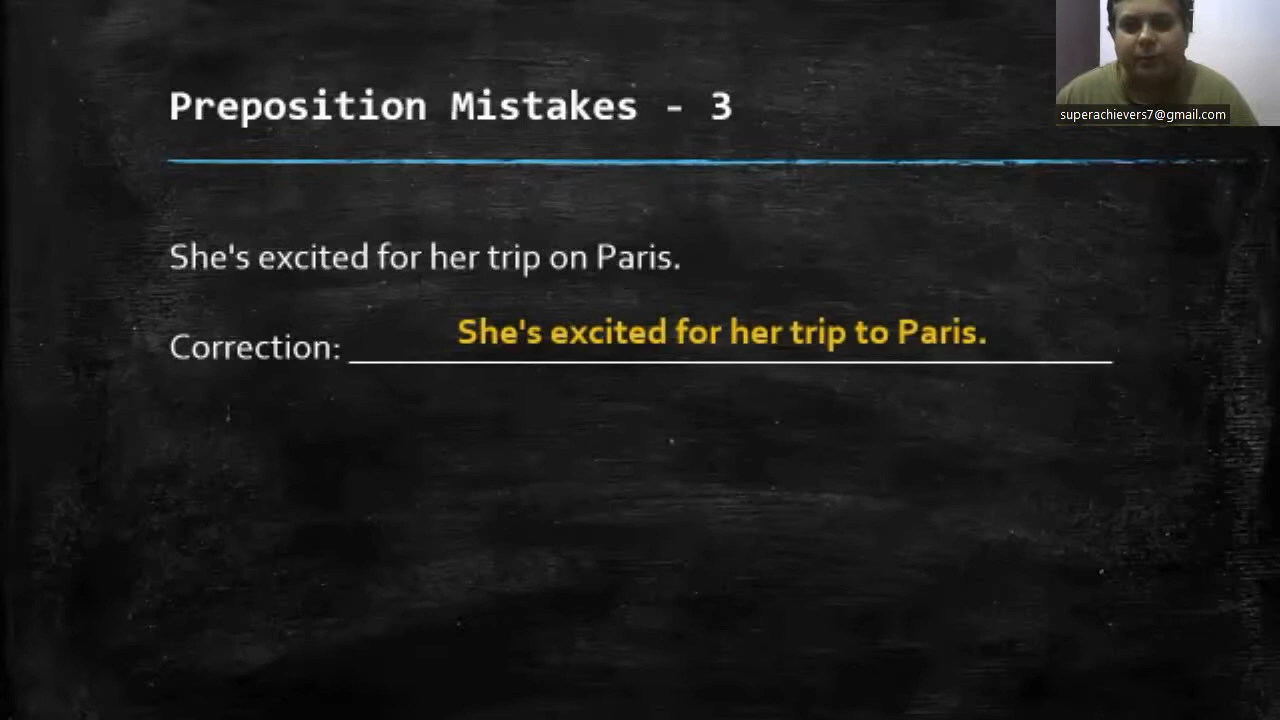 Preposition Mistakes - 3
superachievers7@gmail.com
She's excited for her trip on Paris.
She's excited for her trip to Paris.
Correction: ________________